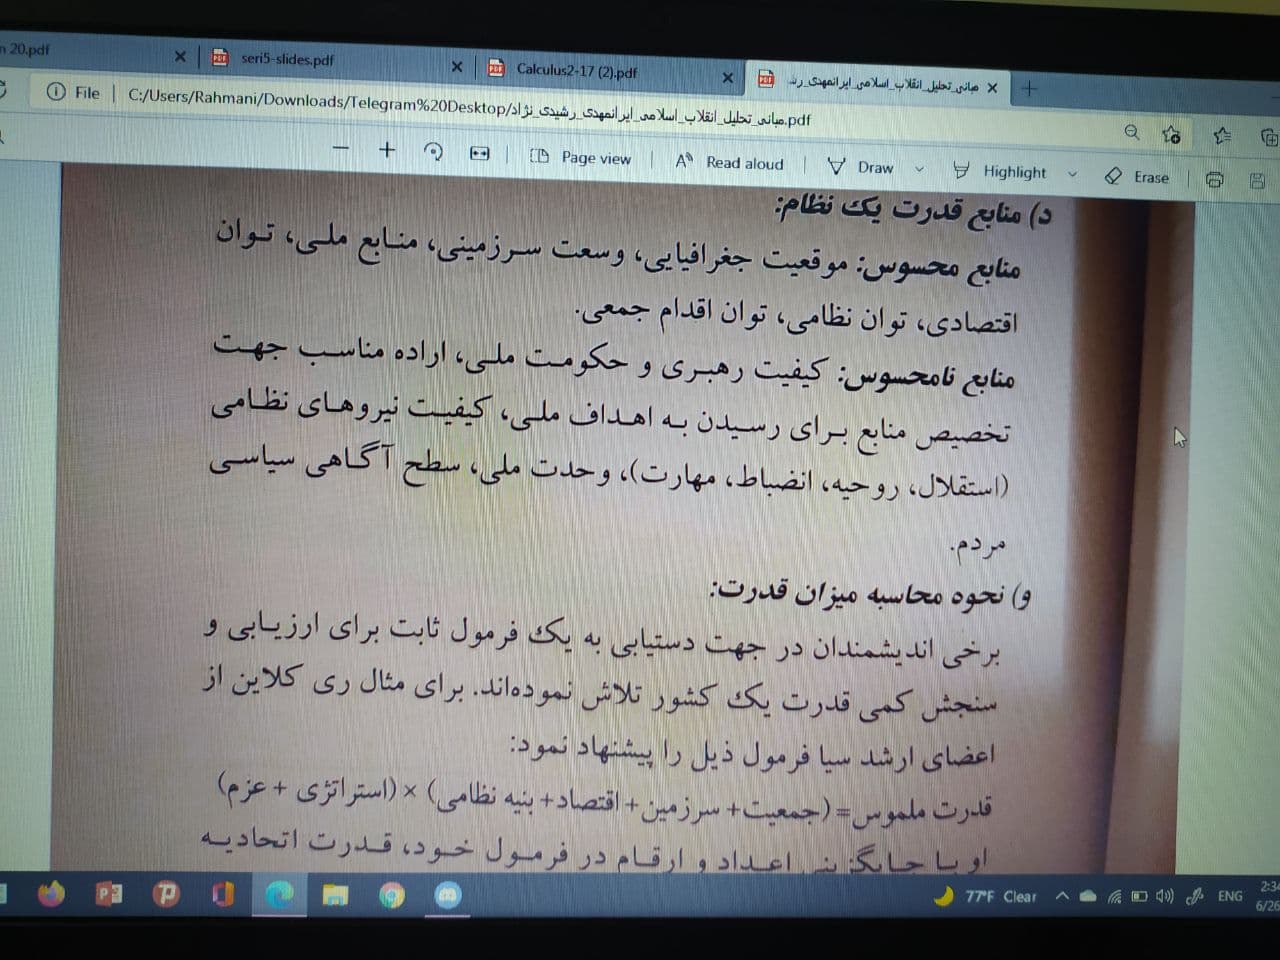 n 20.pdf
seri5-slides.pdf
Calculus2-17 (2).pdf
مبانی_تحلیل_انقلاب_اسلامی_ایرانمهدی_رش
File
C:/Users/Rahmani/Downloads/Telegram%20Desktop/مبانی_تحلیل_انقلاب_اسلامی_ایرانمهدی_رشیدی_نژاد.pdf
Page view
Read aloud
Draw
Highlight
Erase
د) منابع قدرت یک نظام:
منابع محسوس: موقعیت جغرافیایی، وسعت سرزمینی، منابع ملی، توان
اقتصادی، توان نظامی، توان اقدام جمعی.
منابع نامحسوس: کیفیت رهبری و حکومت ملی، اراده مناسب جهت
تخصیص منابع برای رسیدن به اهداف ملی، کیفیت نیروهای نظامی
(استقلال، روحیه، انضباط، مهارت)، وحدت ملی، سطح آگاهی سیاسی
مردم.
و) نحوه محاسبه میزان قدرت:
برخی اندیشمندان در جهت دستیابی به یک فرمول ثابت برای ارزیابی و
سنجش کمی قدرت یک کشور تلاش نموده‌اند. برای مثال ری کلاین از
اعضای ارشد سیا فرمول ذیل را پیشنهاد نمود:
قدرت ملموس= (جمعیت+ سرزمین+ اقتصاد+ بنیه نظامی) × (استراتژی + عزم)
او با جایگزینی اعداد و ارقام در فرمول خود، قدرت اتحادیه
77°F Clear
ENG
2:34
6/26